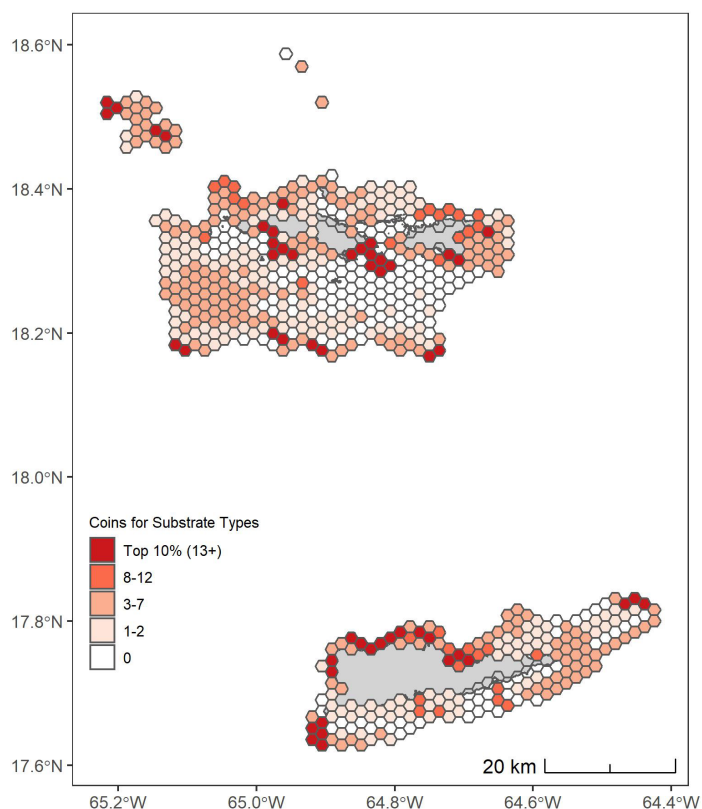 18.6°N
18.4°N
18.2°N
18.0°N
17.8°N
17.6°N
Coins for Substrate Types
Top 10% (13+)
8-12
3-7
1-2
0
20 km
65.2°W 65.0°W 64.8°W 64.6°W 64.4°W